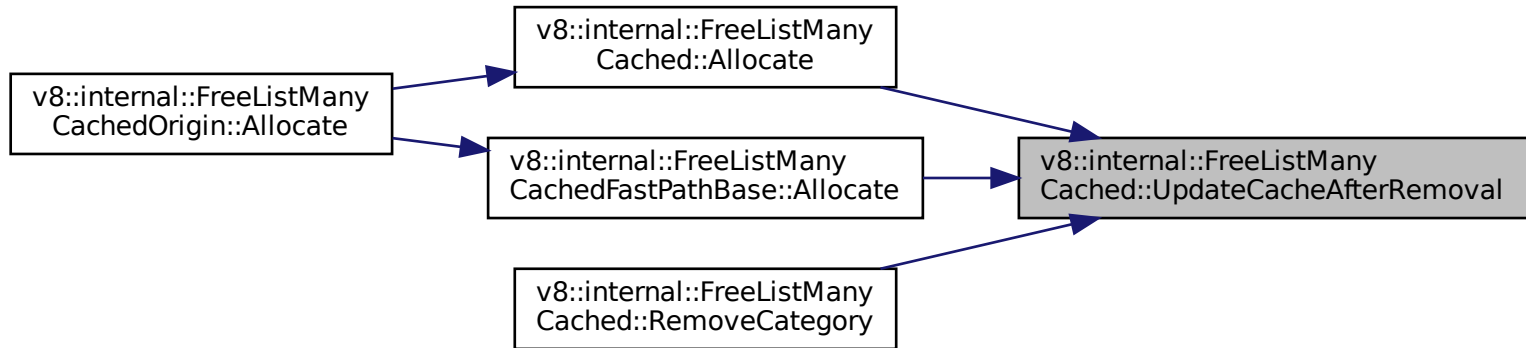 v8::internal::FreeListMany
Cached::Allocate
v8::internal::FreeListMany
CachedOrigin::Allocate
v8::internal::FreeListMany
CachedFastPathBase::Allocate
v8::internal::FreeListMany
Cached::UpdateCacheAfterRemoval
v8::internal::FreeListMany
Cached::RemoveCategory